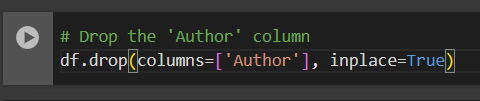 # Drop the 'Author' column
df.drop(columns=['Author'], inplace=True)